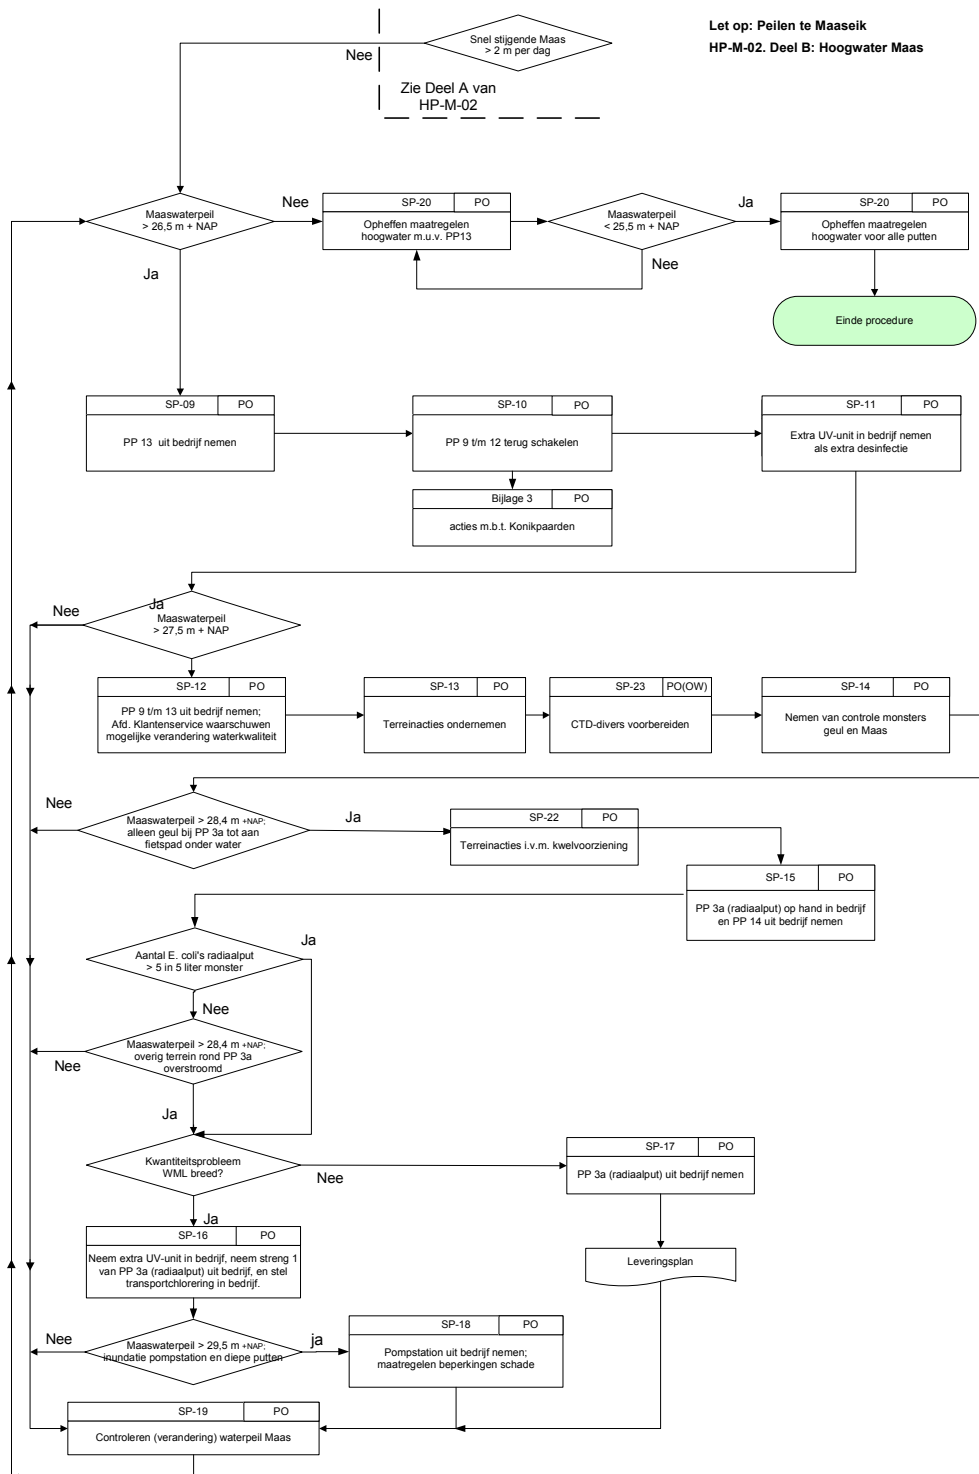 Let op: Peilen te Maaseik
HP-M-02. Deel B: Hoogwater Maas
Snel stijgende Maas
> 2 m per dag
Nee
Zie Deel A van
HP-M-02
Maaswaterpeil
> 26,5 m + NAP
Nee
Ja
SP-20 PO
Opheffen maatregelen
hoogwater m.u.v. PP13
Maaswaterpeil
< 25,5 m + NAP
Ja
Nee
SP-20 PO
Opheffen maatregelen
hoogwater voor alle putten
Einde procedure
SP-09 PO
PP 13 uit bedrijf nemen
SP-10 PO
PP 9 t/m 12 terug schakelen
SP-11 PO
Extra UV-unit in bedrijf nemen
als extra desinfectie
Bijlage 3 PO
acties m.b.t. Konikpaarden
Nee
Ja
Maaswaterpeil
> 27,5 m + NAP
SP-12 PO
PP 9 t/m 13 uit bedrijf nemen;
Afd. Klantenservice waarschuwen
mogelijke verandering waterkwaliteit
SP-13 PO
Terreinacties ondernemen
SP-23 PO(OW)
CTD-divers voorbereiden
SP-14 PO
Nemen van controle monsters
geul en Maas
Nee
Maaswaterpeil > 28,4 m +NAP;
alleen geul bij PP 3a tot aan
fietspad onder water
Ja
SP-22 PO
Terreinacties i.v.m. kwelvoorziening
SP-15 PO
PP 3a (radiaalput) op hand in bedrijf
en PP 14 uit bedrijf nemen
Aantal E. coli's radiaalput
> 5 in 5 liter monster
Ja
Nee
Maaswaterpeil > 28,4 m +NAP;
overig terrein rond PP 3a
overstroomd
Nee
Ja
Kwantiteitsprobleem
WML breed?
Nee
Ja
SP-17 PO
PP 3a (radiaalput) uit bedrijf nemen
SP-16 PO
Neem extra UV-unit in bedrijf, neem streng 1
van PP 3a (radiaalput) uit bedrijf, en stel
transportchlorering in bedrijf.
Leveringsplan
Nee
Maaswaterpeil > 29,5 m +NAP;
inundatie pompstation en diepe putten
ja
SP-18 PO
Pompstation uit bedrijf nemen;
maatregelen beperkingen schade
SP-19 PO
Controleren (verandering) waterpeil Maas